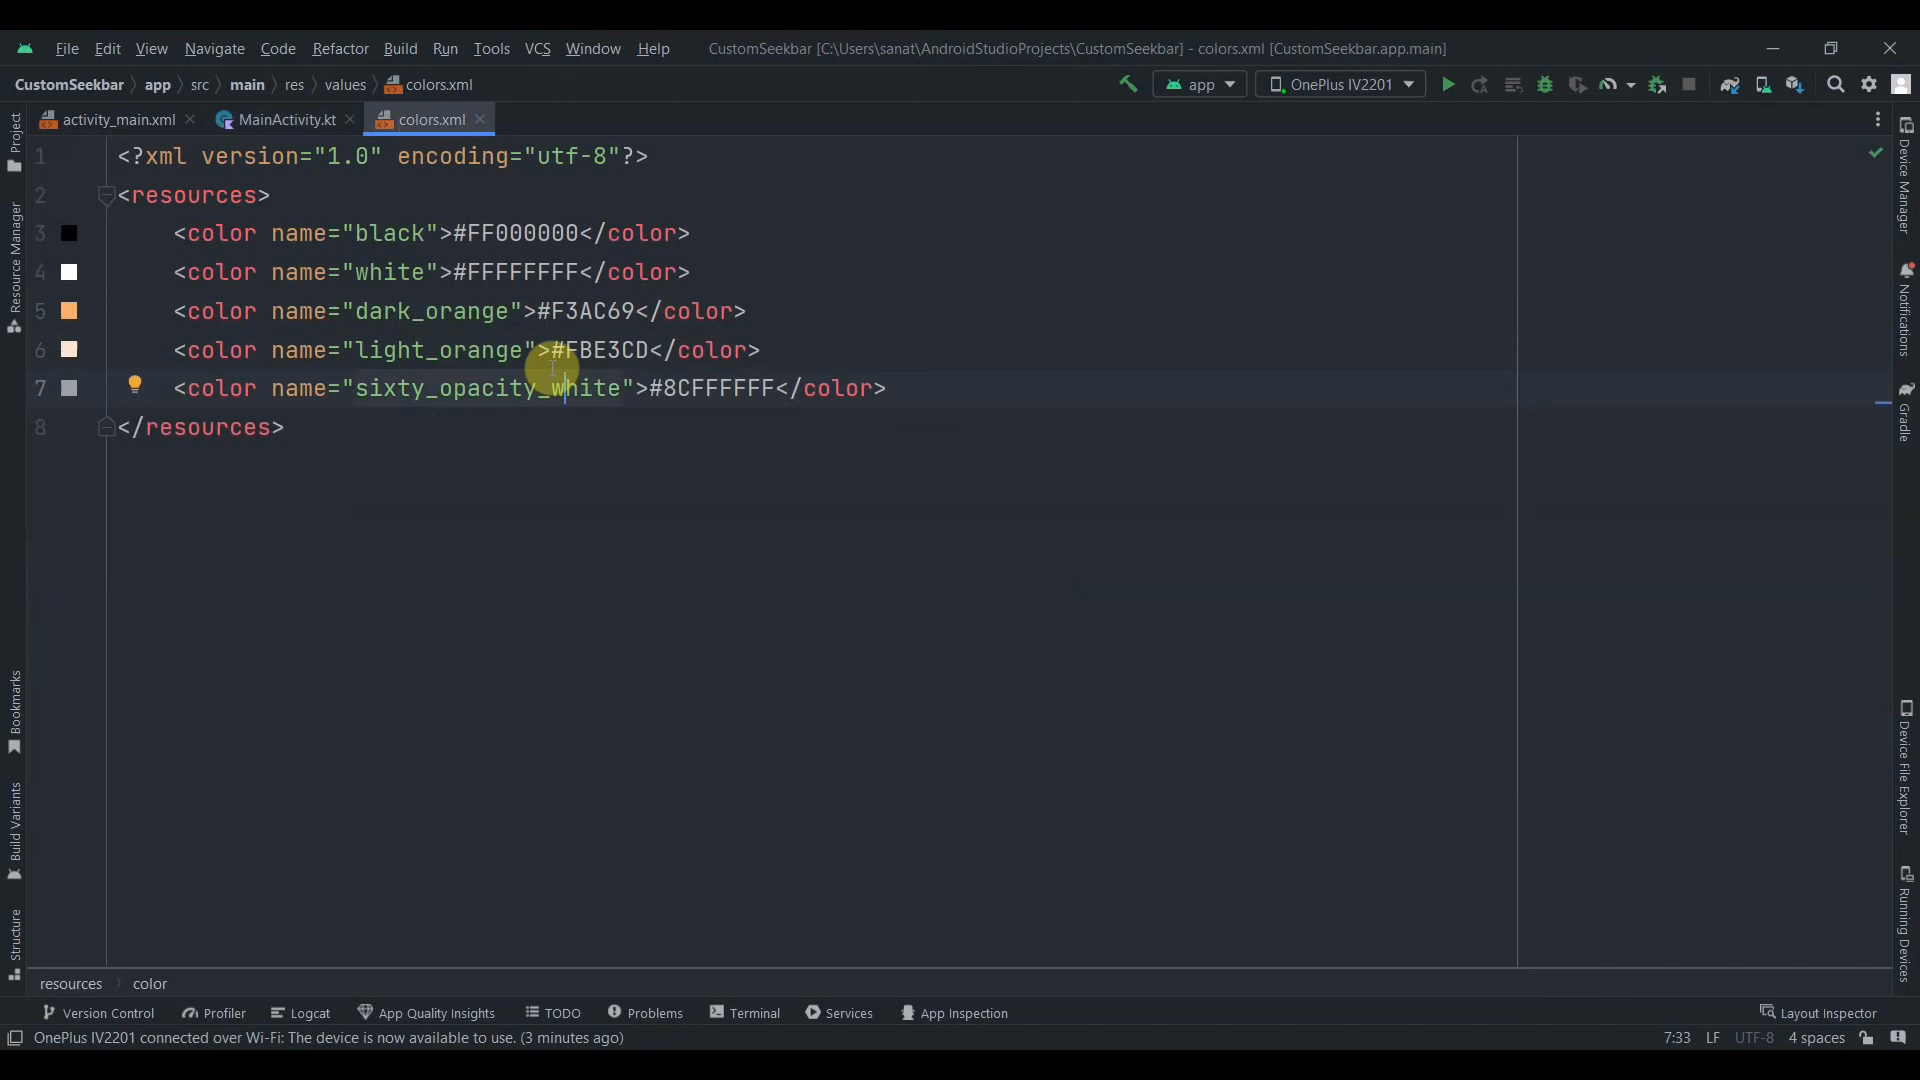 File Edit View Navigate Code Refactor Build Run Tools VCS Window Help CustomSeekbar [C:\Users\sanat\AndroidStudioProjects\CustomSeekbar] - colors.xml [CustomSeekbar.app.main]
CustomSeekbar app src main res values colors.xml app OnePlus IV2201
activity_main.xml MainActivity.kt colors.xml
1 <?xml version="1.0" encoding="utf-8"?>
2 <resources>
3 <color name="black">#FF000000</color>
4 <color name="white">#FFFFFFFF</color>
5 <color name="dark_orange">#F3AC69</color>
6 <color name="light_orange">#FBE3CD</color>
7 <color name="sixty_opacity_white">#8CFFFFFF</color>
8 </resources>
Project
Resource Manager
Bookmarks
Build Variants
Structure
Device Manager
Notifications
Gradle
Device File Explorer
Running Devices
resources color
Version Control Profiler Logcat App Quality Insights TODO Problems Terminal Services App Inspection Layout Inspector
OnePlus IV2201 connected over Wi-Fi: The device is now available to use. (3 minutes ago) 7:33 LF UTF-8 4 spaces